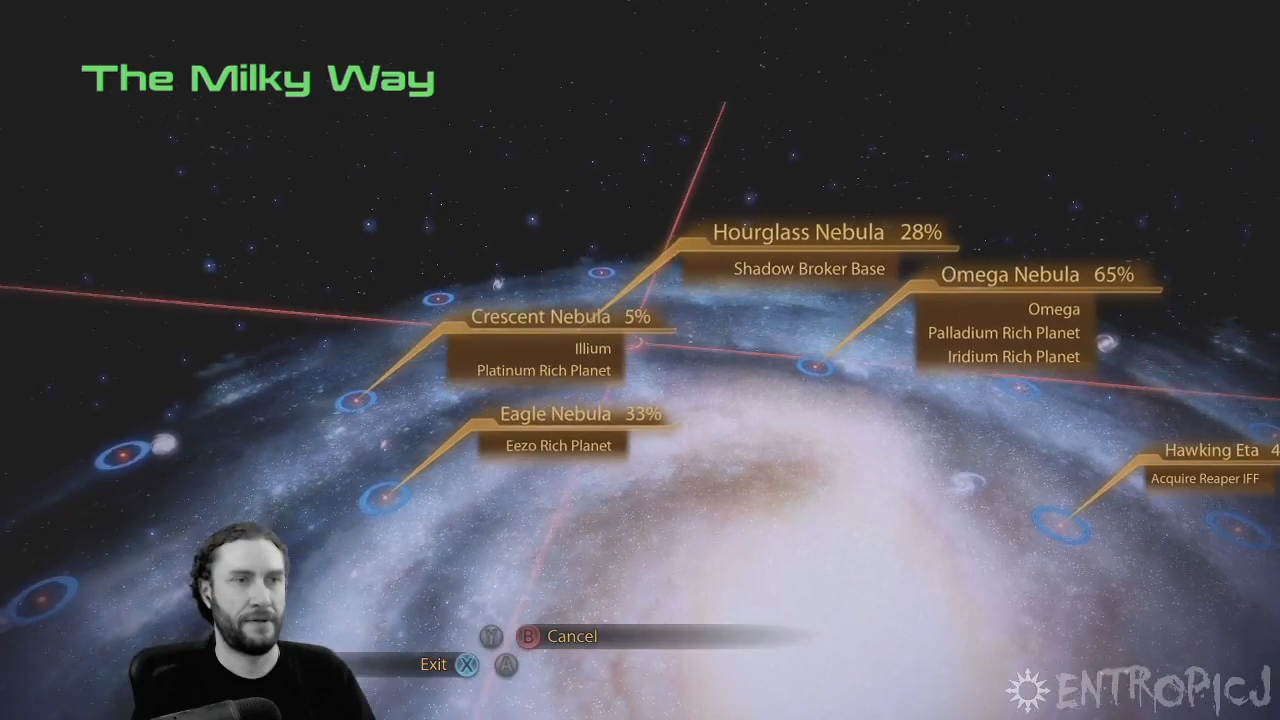 The Milky Way
Hourglass Nebula 28%
Shadow Broker Base
Omega Nebula 65%
Omega
Palladium Rich Planet
Iridium Rich Planet
Crescent Nebula 5%
Illium
Platinum Rich Planet
Eagle Nebula 33%
Eezo Rich Planet
Hawking Eta 4
Acquire Reaper IFF
Y B Cancel
Exit X A
ENTROPICJ